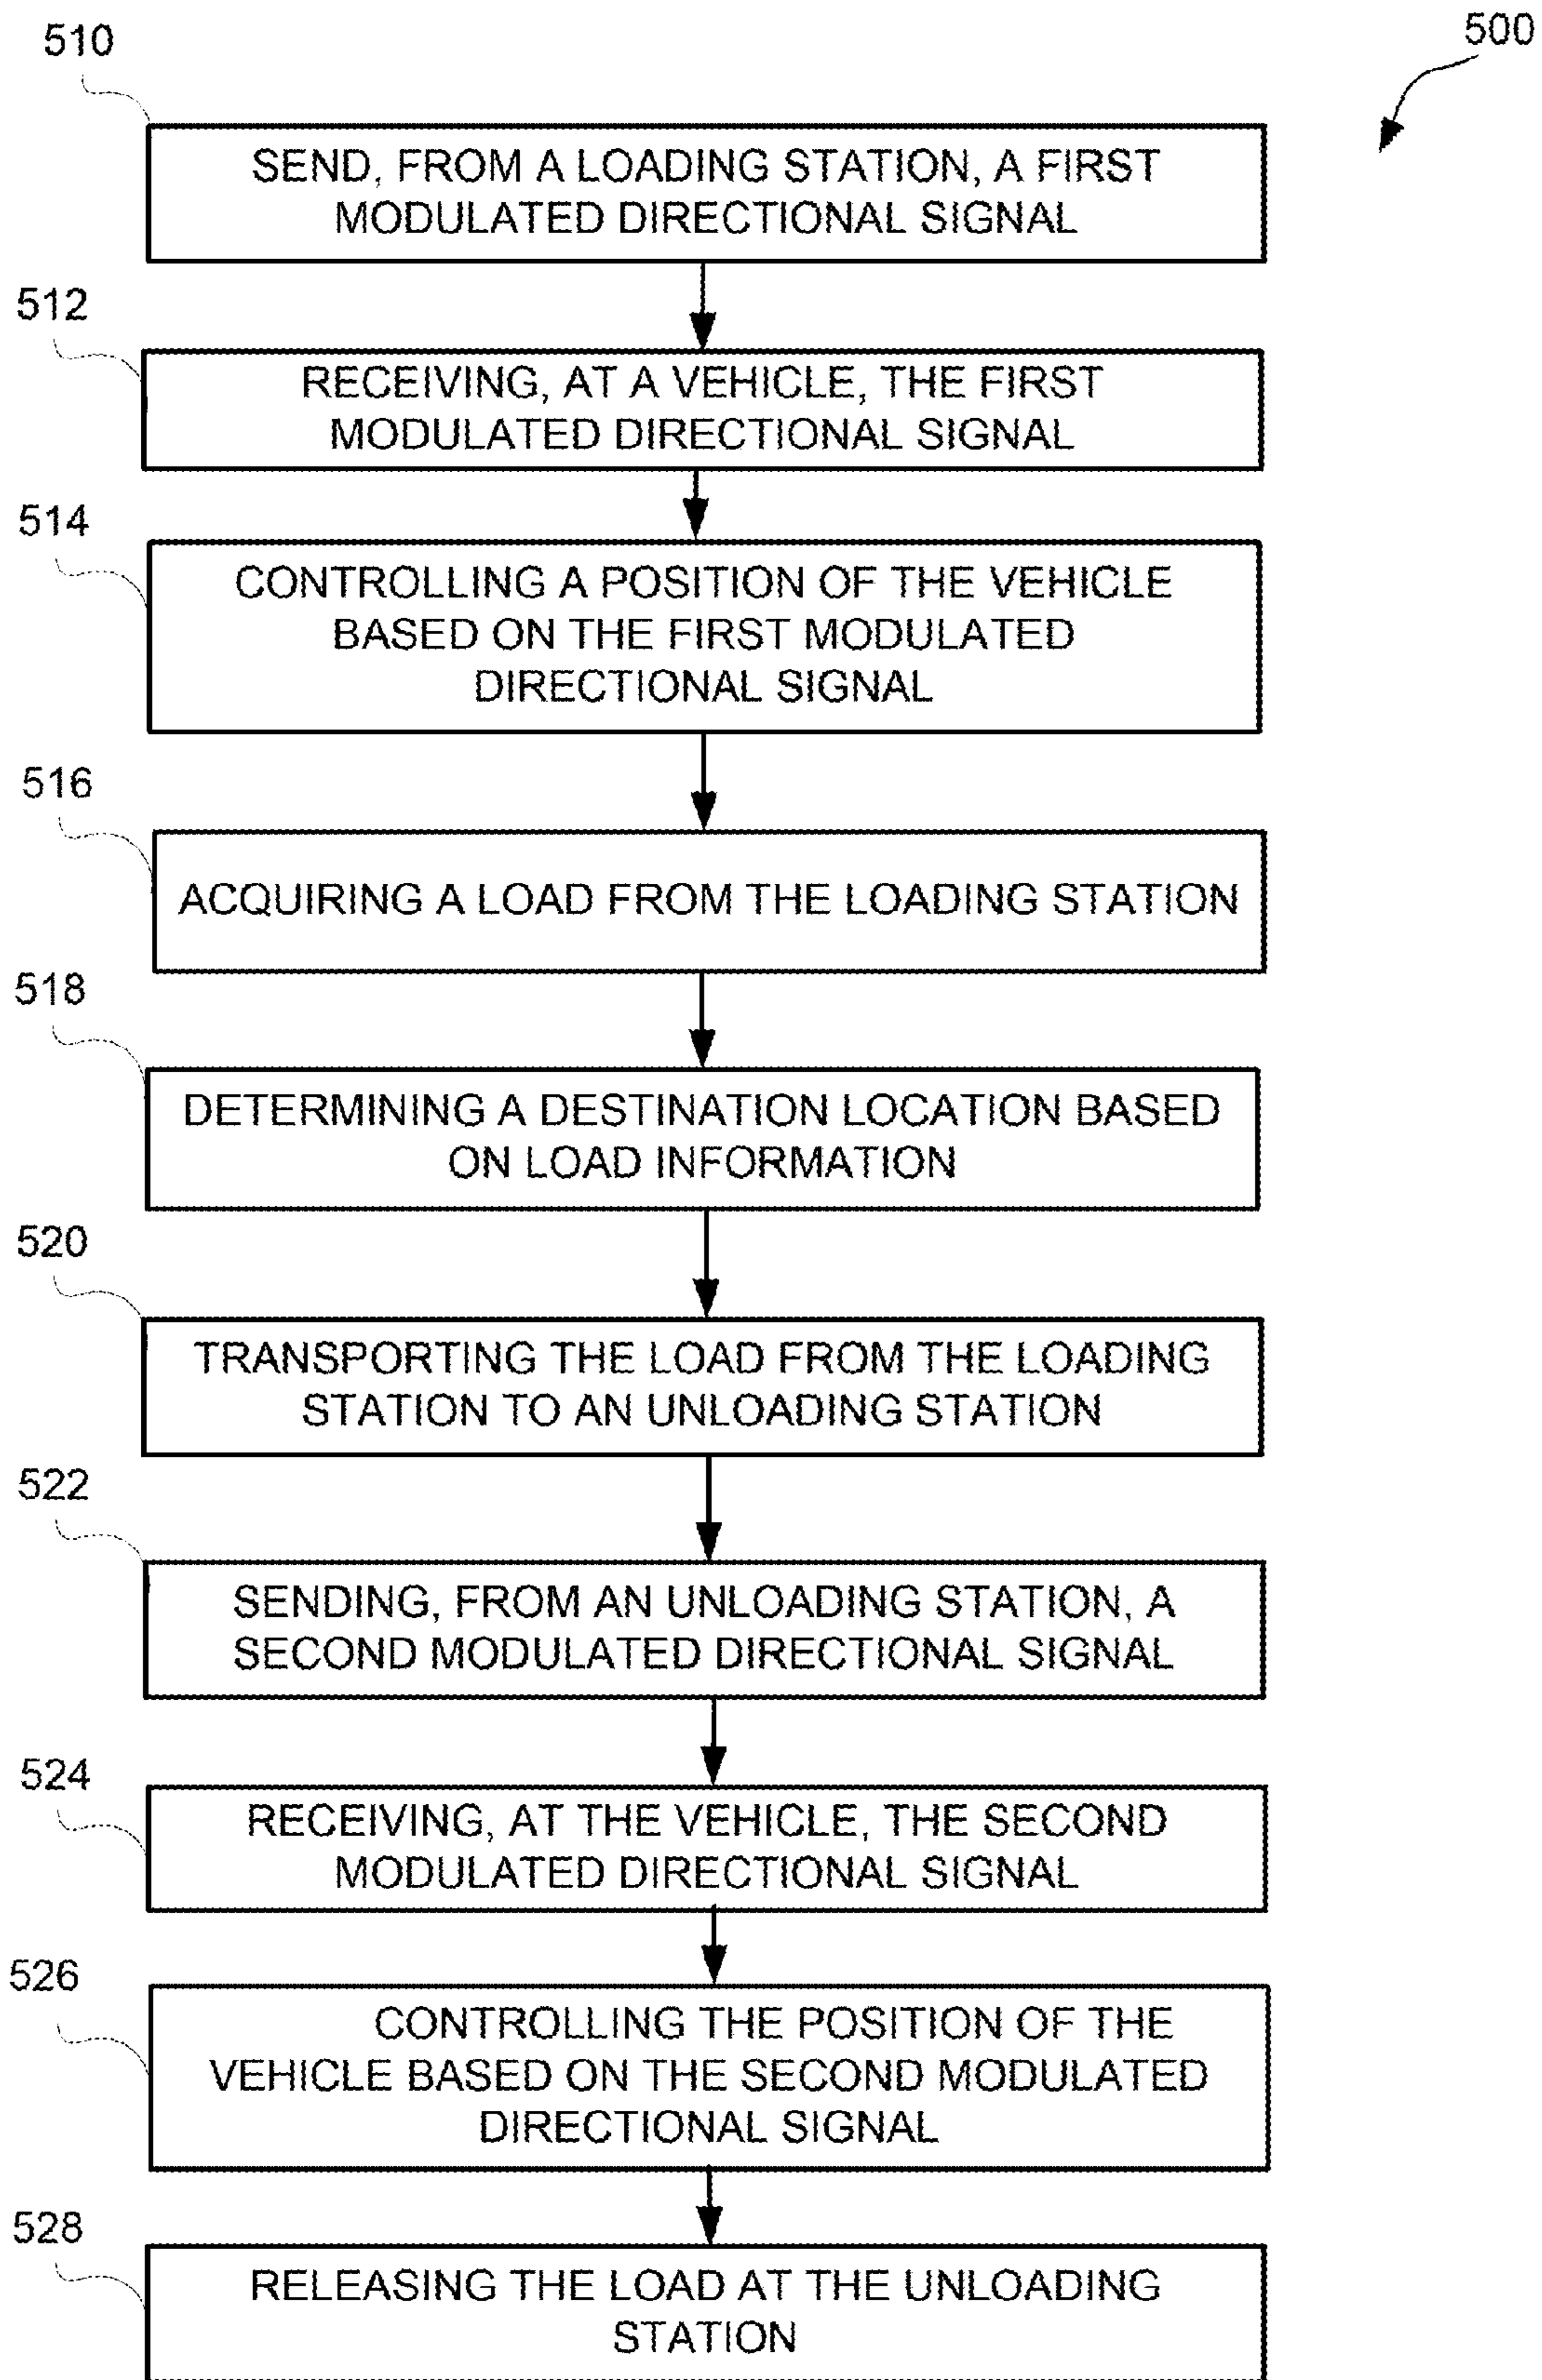 510
500
SEND, FROM A LOADING STATION, A FIRST
MODULATED DIRECTIONAL SIGNAL
512
RECEIVING, AT A VEHICLE, THE FIRST
MODULATED DIRECTIONAL SIGNAL
514
CONTROLLING A POSITION OF THE VEHICLE
BASED ON THE FIRST MODULATED
DIRECTIONAL SIGNAL
516
ACQUIRING A LOAD FROM THE LOADING STATION
518
DETERMINING A DESTINATION LOCATION BASED
ON LOAD INFORMATION
520
TRANSPORTING THE LOAD FROM THE LOADING
STATION TO AN UNLOADING STATION
522
SENDING, FROM AN UNLOADING STATION, A
SECOND MODULATED DIRECTIONAL SIGNAL
524
RECEIVING, AT THE VEHICLE, THE SECOND
MODULATED DIRECTIONAL SIGNAL
526
CONTROLLING THE POSITION OF THE
VEHICLE BASED ON THE SECOND MODULATED
DIRECTIONAL SIGNAL
528
RELEASING THE LOAD AT THE UNLOADING
STATION